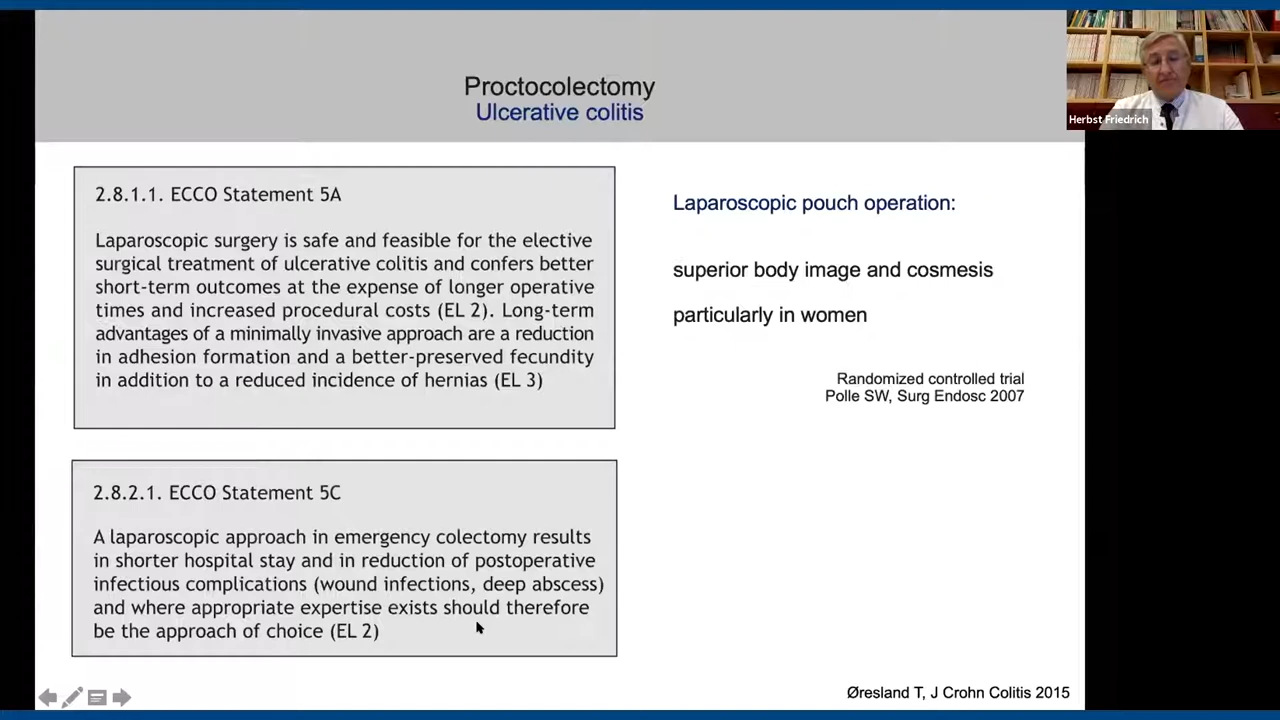 Proctocolectomy
Ulcerative colitis
Herbst Friedrich
2.8.1.1. ECCO Statement 5A
Laparoscopic surgery is safe and feasible for the elective
surgical treatment of ulcerative colitis and confers better
short-term outcomes at the expense of longer operative
times and increased procedural costs (EL 2). Long-term
advantages of a minimally invasive approach are a reduction
in adhesion formation and a better-preserved fecundity
in addition to a reduced incidence of hernias (EL 3)
2.8.2.1. ECCO Statement 5C
A laparoscopic approach in emergency colectomy results
in shorter hospital stay and in reduction of postoperative
infectious complications (wound infections, deep abscess)
and where appropriate expertise exists should therefore
be the approach of choice (EL 2)
Laparoscopic pouch operation:
superior body image and cosmesis
particularly in women
Randomized controlled trial
Polle SW, Surg Endosc 2007
Øresland T, J Crohn Colitis 2015